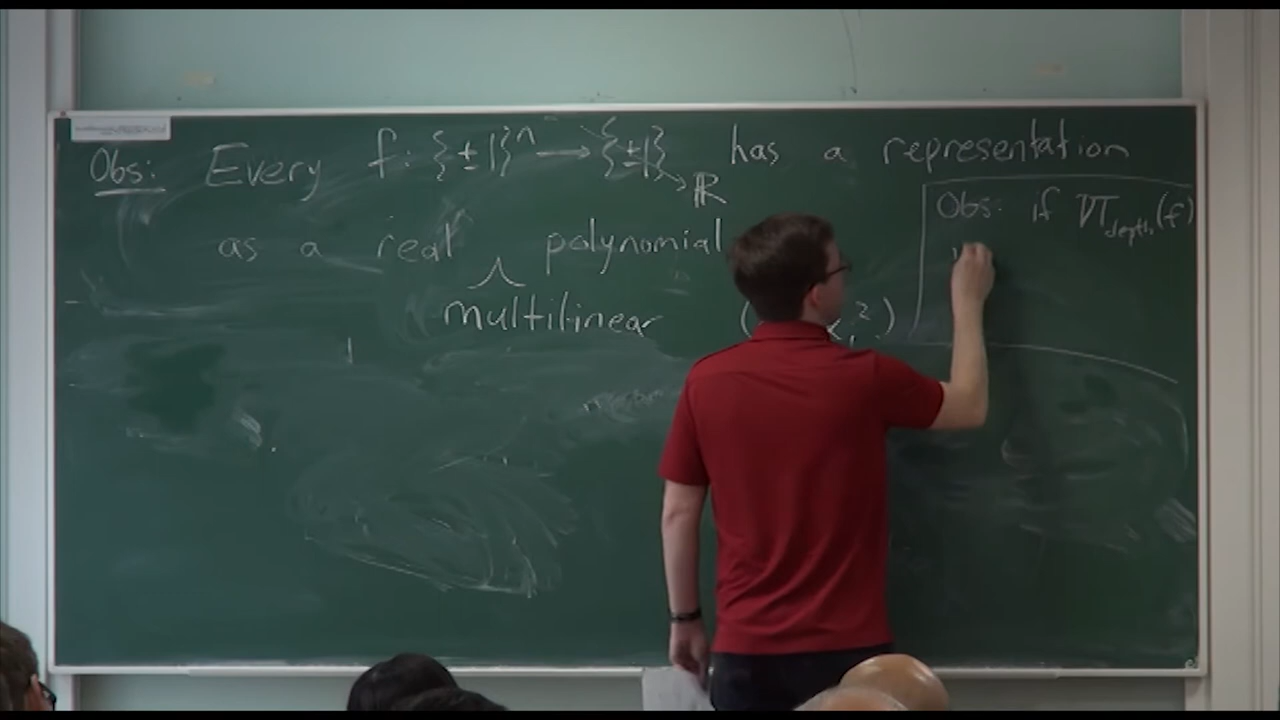 Obs: Every f: {±1}^n → {±1} has a representation
ℝ
as a real polynomial
multilinear
( x_i^2 )
Obs: if DT_depth(f)